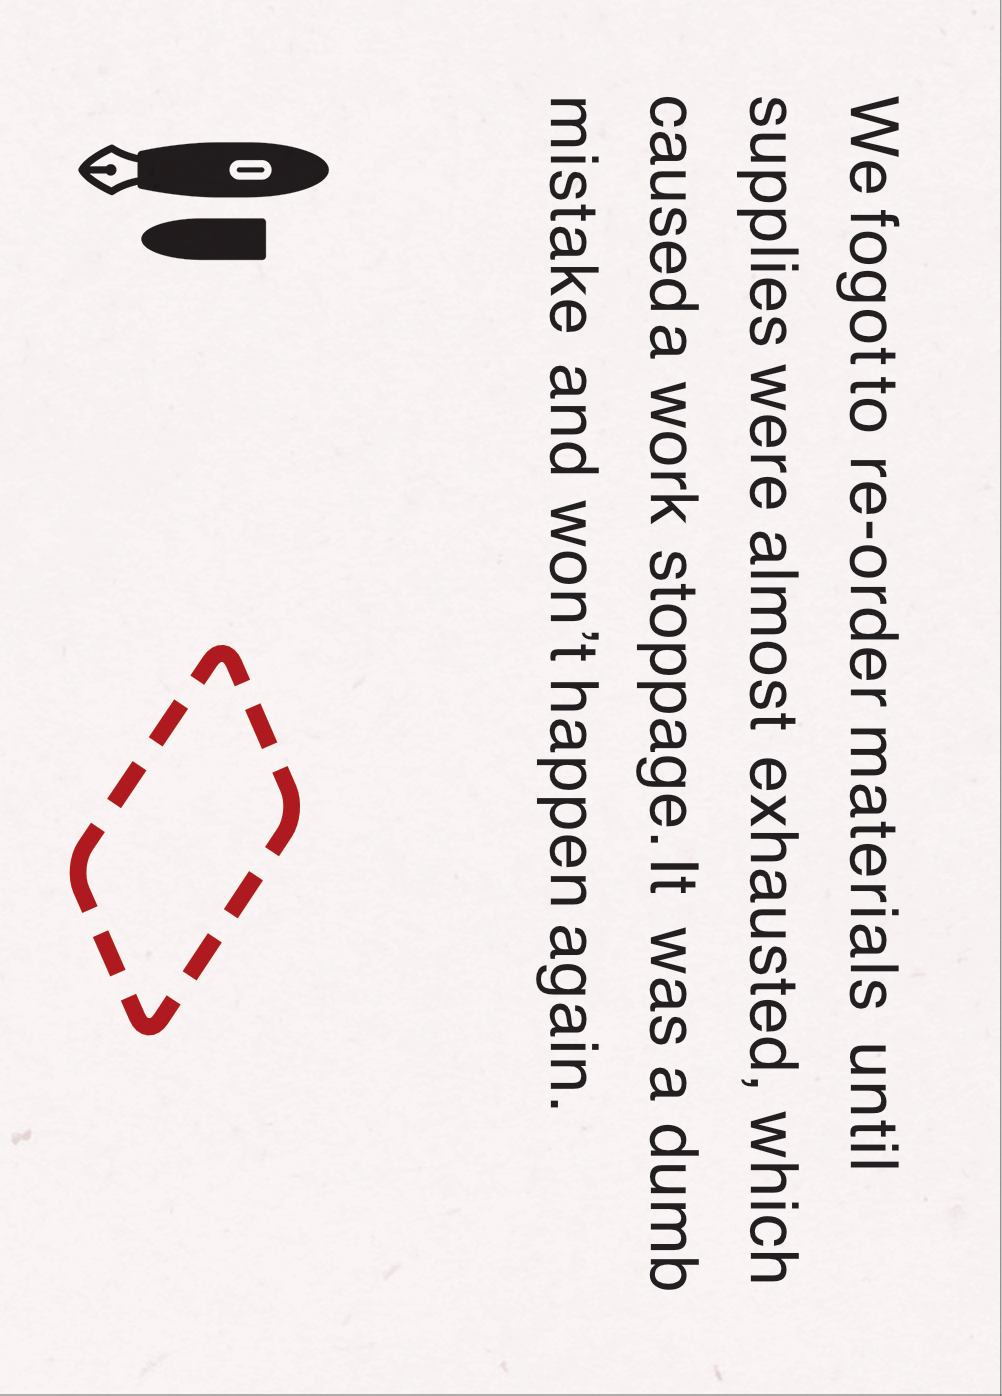 We fogot to re-order materials until
supplies were almost exhausted, which
caused a work stoppage. It was a dumb
mistake and won’t happen again.